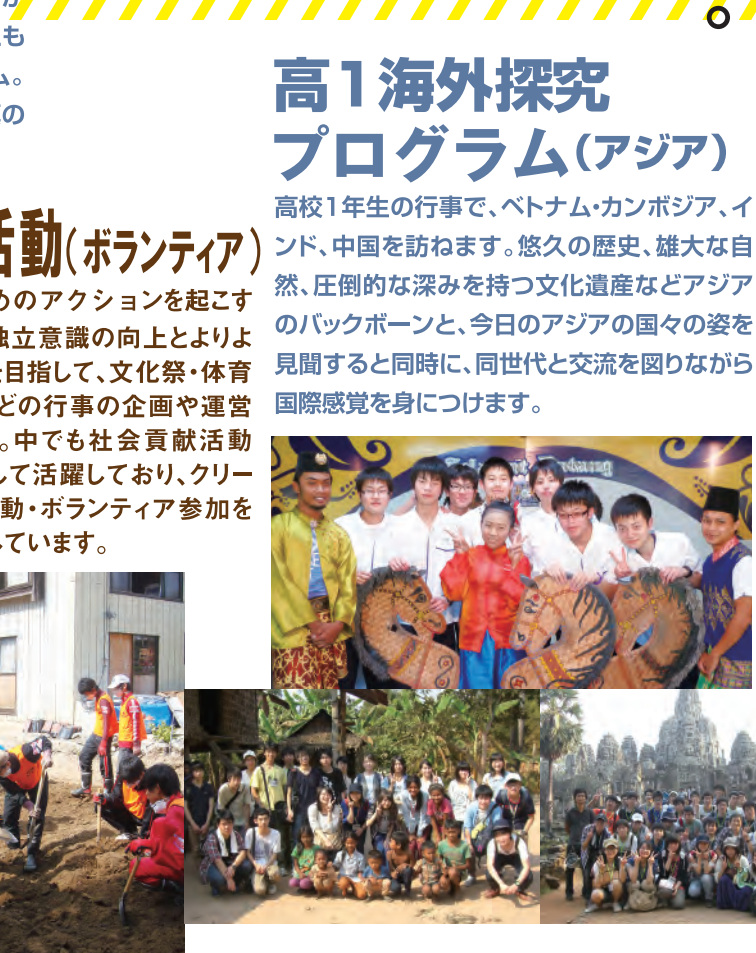 も
ム。
の
活動（ボランティア）
めのアクションを起こす
独立意識の向上とよりよ
を目指して、文化祭・体育
どの行事の企画や運営
。中でも社会貢献活動
して活躍しており、クリー
動・ボランティア参加を
しています。
高1海外探究
プログラム（アジア）
高校1年生の行事で、ベトナム・カンボジア、イ
ンド、中国を訪ねます。悠久の歴史、雄大な自
然、圧倒的な深みを持つ文化遺産などアジア
のバックボーンと、今日のアジアの国々の姿を
見聞すると同時に、同世代と交流を図りながら
国際感覚を身につけます。